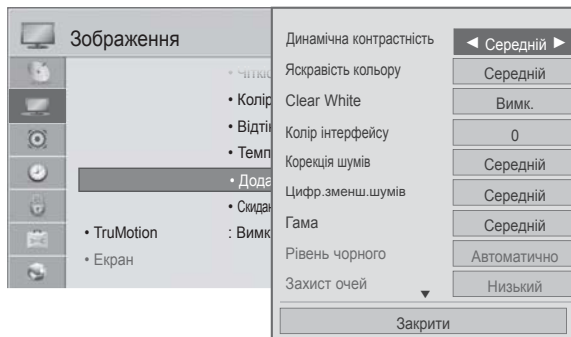 Зображення
• Колір
• Відті
• Темп
• Дода
• Скидан
• TruMotion : Вимк
• Екран
Динамічна контрастність ◄ Середній ►
Яскравість кольору Середній
Clear White Вимк.
Колір інтерфейсу 0
Корекція шумів Середній
Цифр.зменш.шумів Середній
Гама Середній
Рівень чорного Автоматично
Захист очей Низький
Закрити